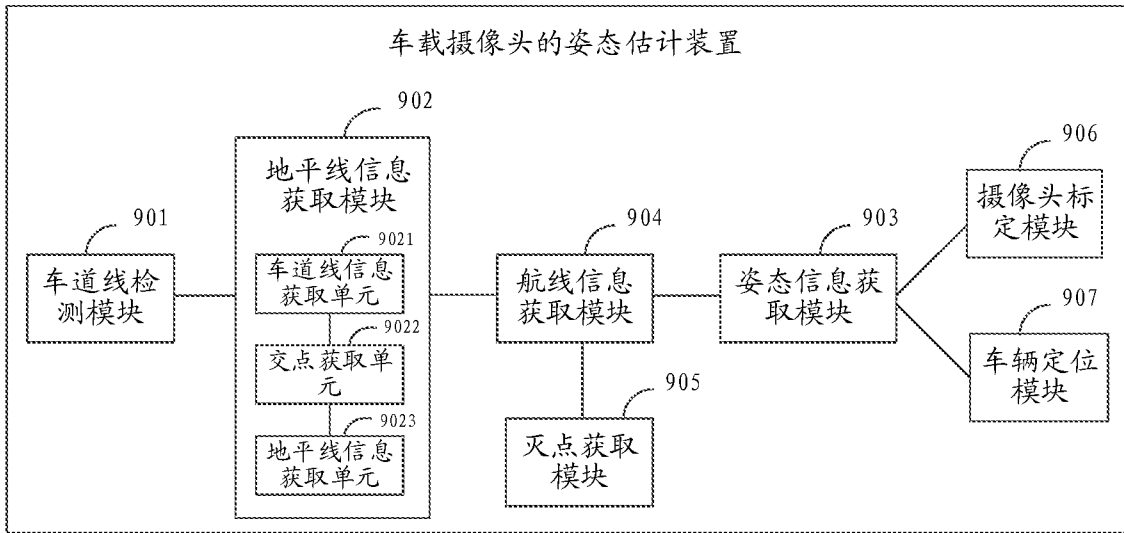 车载摄像头的姿态估计装置
902
地平线信息
获取模块
901
车道线检
测模块
9021
车道线信息
获取单元
9022
交点获取单
元
9023
地平线信息
获取单元
904
航线信息
获取模块
905
灭点获取
模块
903
姿态信息获
取模块
906
摄像头标
定模块
907
车辆定位
模块